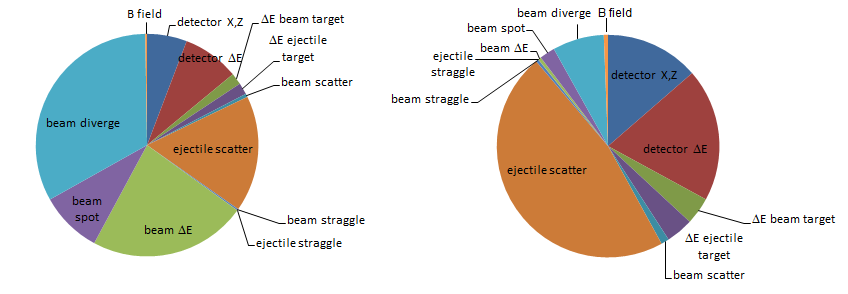 B field
detector X,Z
ΔE beam target
detector ΔE
ΔE ejectile
target
beam scatter
beam diverge
ejectile scatter
beam spot
beam ΔE
beam straggle
ejectile straggle
beam diverge
B field
beam spot
beam ΔE
ejectile
straggle
beam straggle
detector X,Z
detector ΔE
ejectile scatter
ΔE beam target
ΔE ejectile
target
beam scatter